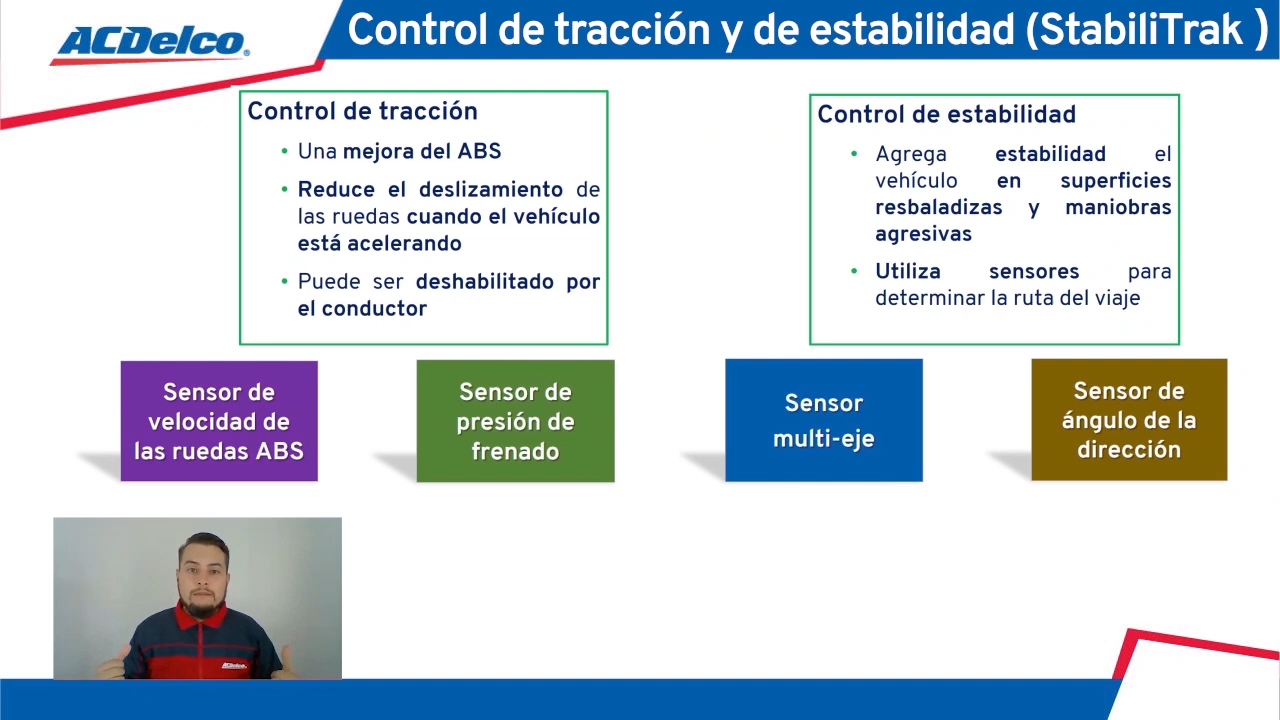 ACDelco®
Control de tracción y de estabilidad (StabiliTrak )
Control de tracción
• Una mejora del ABS
• Reduce el deslizamiento de
las ruedas cuando el vehículo
está acelerando
• Puede ser deshabilitado por
el conductor
Control de estabilidad
• Agrega estabilidad el
vehículo en superficies
resbaladizas y maniobras
agresivas
• Utiliza sensores para
determinar la ruta del viaje
Sensor de
velocidad de
las ruedas ABS
Sensor de
presión de
frenado
Sensor
multi-eje
Sensor de
ángulo de la
dirección
ACDelco